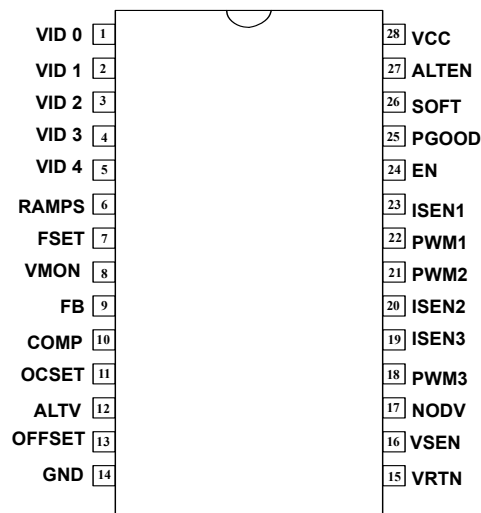 VID 0 1 28 VCC
VID 1 2 27 ALTEN
VID 2 3 26 SOFT
VID 3 4 25 PGOOD
VID 4 5 24 EN
RAMPS 6 23 ISEN1
FSET 7 22 PWM1
VMON 8 21 PWM2
FB 9 20 ISEN2
COMP 10 19 ISEN3
OCSET 11 18 PWM3
ALTV 12 17 NODV
OFFSET 13 16 VSEN
GND 14 15 VRTN